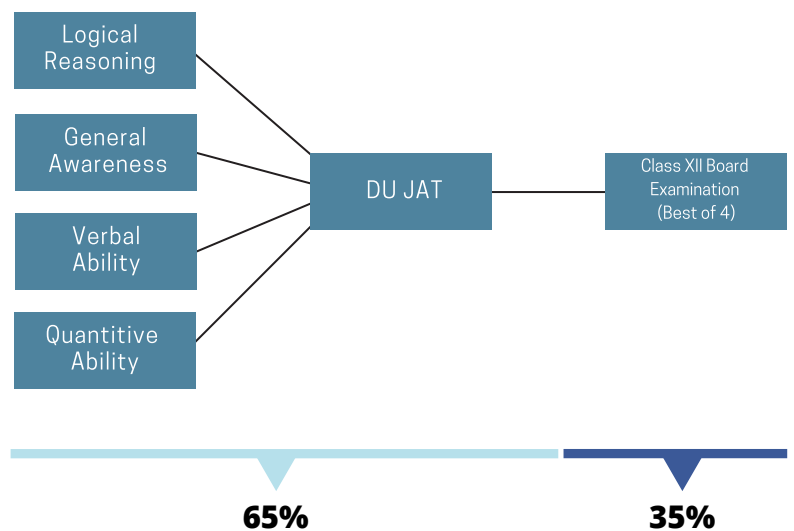 Logical
Reasoning
General
Awareness
Verbal
Ability
Quantitive
Ability
DU JAT
Class XII Board
Examination
(Best of 4)
65%
35%